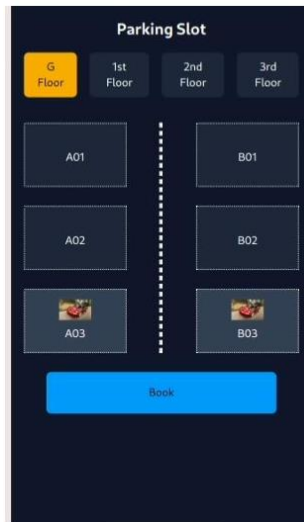 Parking Slot
G Floor
1st Floor
2nd Floor
3rd Floor
A01
B01
A02
B02
A03
B03
Book